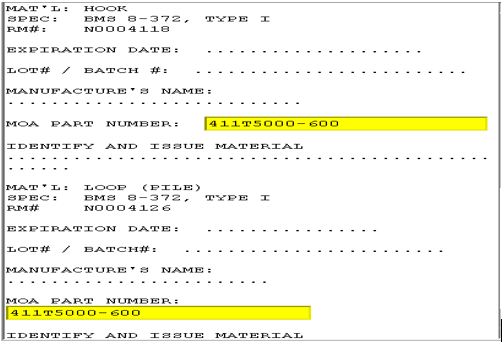 MAT'L: HOOK
SPEC: BMS 8-372, TYPE I
RM#: N0004118
EXPIRATION DATE: .....................
LOT# / BATCH #: ..........................
MANUFACTURE'S NAME:
............................
MOA PART NUMBER: 411T5000-600
IDENTIFY AND ISSUE MATERIAL
..............................................
......
MAT'L: LOOP (PILE)
SPEC: BMS 8-372, TYPE I
RM# N0004126
EXPIRATION DATE: .................
LOT# / BATCH#: .........................
MANUFACTURE'S NAME:
.........................
MOA PART NUMBER:
411T5000-600
IDENTIFY AND ISSUE MATERIAL